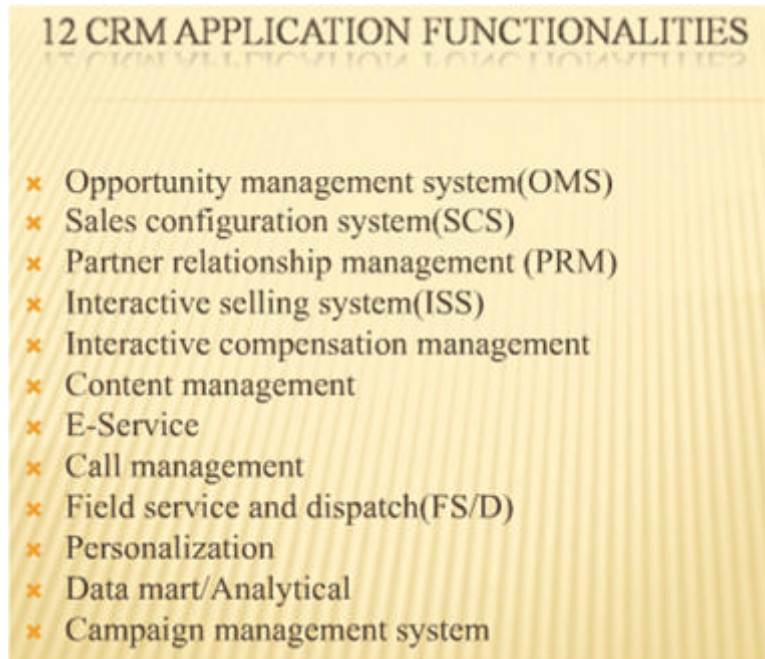 12 CRM APPLICATION FUNCTIONALITIES
Opportunity management system(OMS)
Sales configuration system(SCS)
Partner relationship management (PRM)
Interactive selling system(ISS)
Interactive compensation management
Content management
E-Service
Call management
Field service and dispatch(FS/D)
Personalization
Data mart/Analytical
Campaign management system